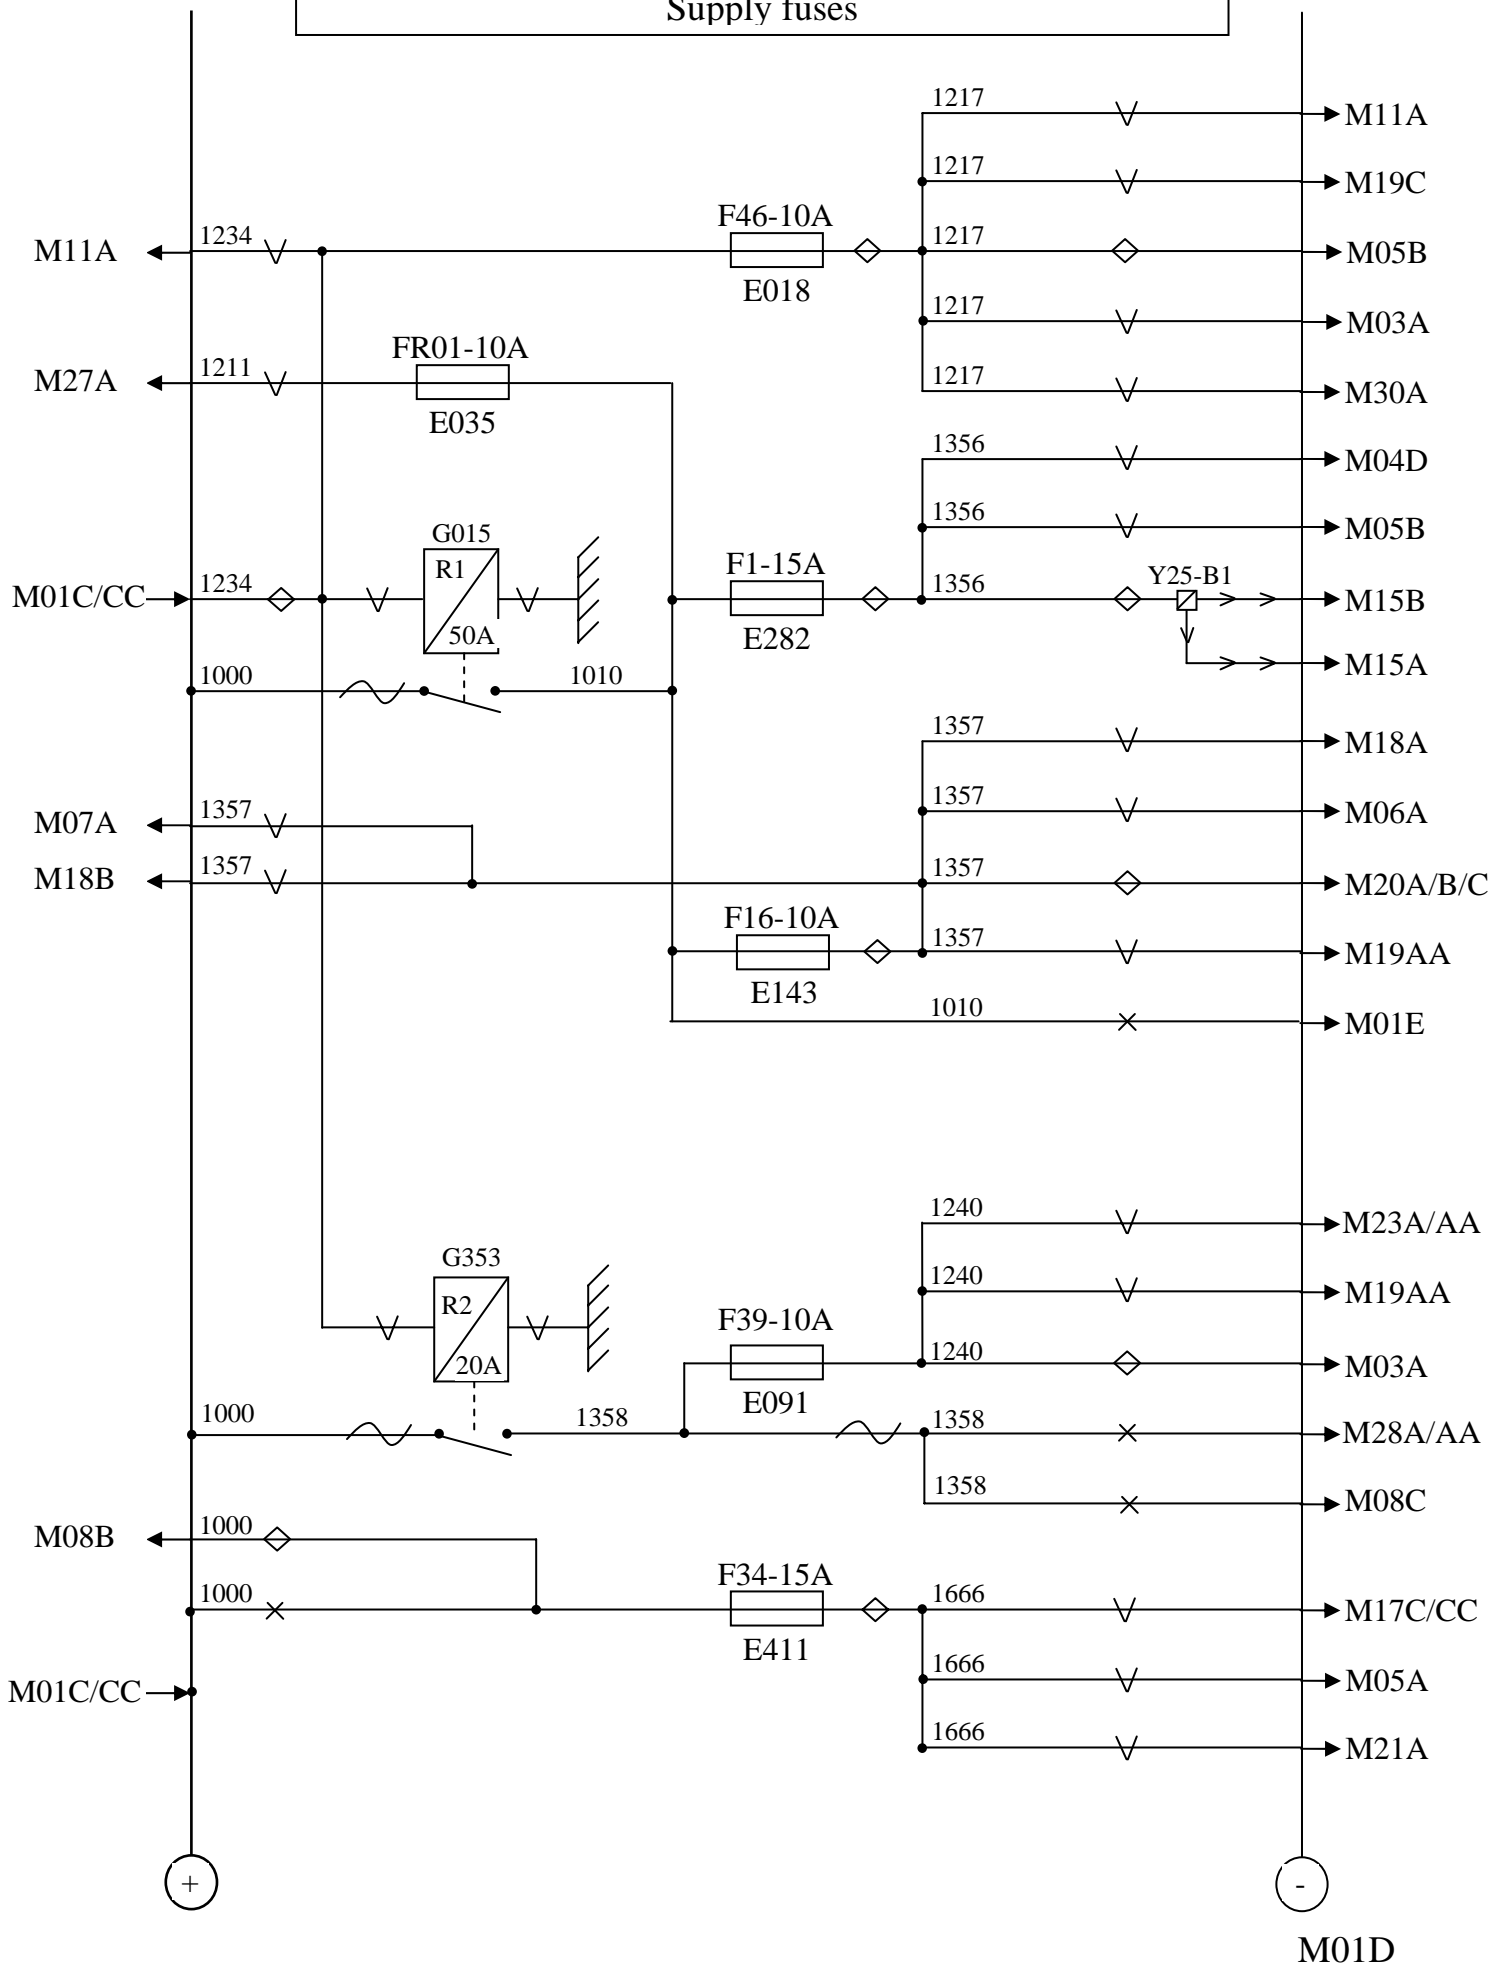 Supply fuses
1217
M11A
1217
M19C
F46-10A
M11A
1234
1217
M05B
E018
1217
M03A
FR01-10A
M27A
1211
1217
M30A
E035
1356
M04D
G015
1356
M05B
R1
F1-15A
Y25-B1
M01C/CC
1234
1356
M15B
50A
E282
M15A
1000
1010
1357
M18A
M07A
1357
1357
M06A
M18B
1357
1357
M20A/B/C
F16-10A
1357
M19AA
E143
1010
M01E
1240
M23A/AA
G353
1240
M19AA
R2
F39-10A
20A
1240
M03A
E091
1000
1358
1358
M28A/AA
1358
M08C
M08B
1000
F34-15A
1000
1666
M17C/CC
E411
M01C/CC
1666
M05A
1666
M21A
+
-
M01D